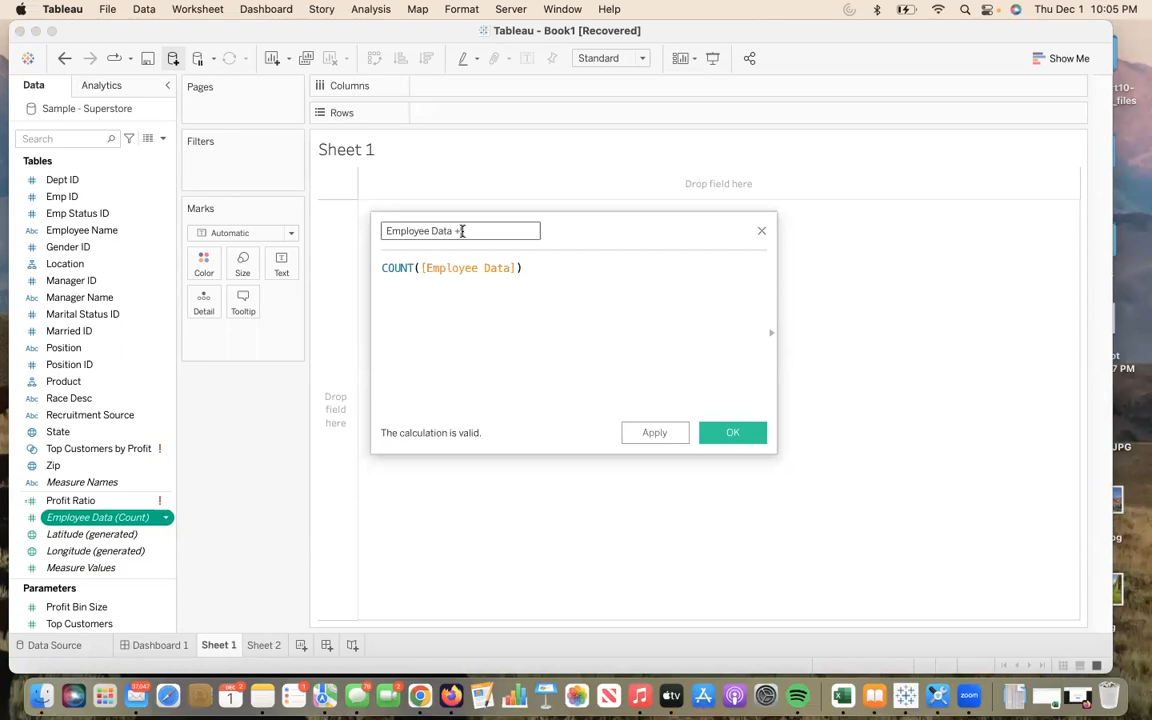 Tableau File Data Worksheet Dashboard Story Analysis Map Format Server Window Help Thu Dec 1 10:05 PM
Tableau - Book1 [Recovered]
Standard
Show Me
Data Analytics
Pages
Columns
Sample - Superstore
Rows
Search
Filters
Sheet 1
Tables
Dept ID
Drop field here
Emp ID
Marks
Emp Status ID
Employee Name
Automatic
Employee Data +
Gender ID
Location
Color Size Text
COUNT([Employee Data])
Manager ID
Manager Name
Marital Status ID
Detail Tooltip
Married ID
Position
Position ID
Product
Race Desc
Drop
field
here
Recruitment Source
State
The calculation is valid.
Apply
OK
Top Customers by Profit !
Zip
Measure Names
Profit Ratio !
Employee Data (Count)
Latitude (generated)
Longitude (generated)
Measure Values
Parameters
Profit Bin Size
Top Customers
Data Source Dashboard 1 Sheet 1 Sheet 2
rt10-
_files
7 PM
JPG